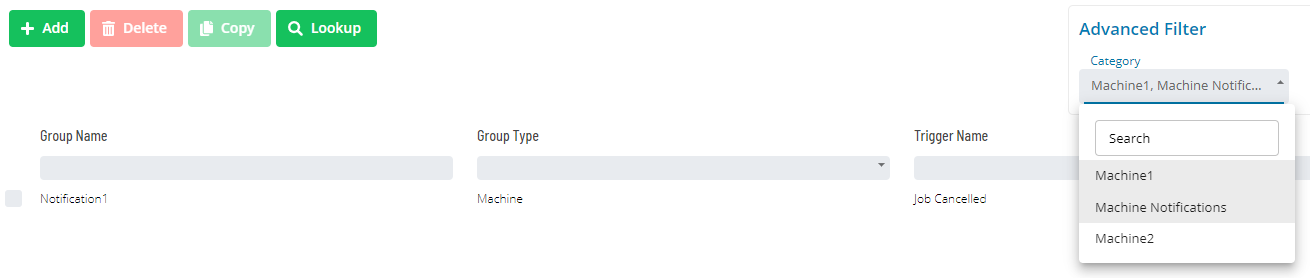 Add Delete Copy Lookup
Advanced Filter
Category
Machine1, Machine Notific...
Search
Machine1
Machine Notifications
Machine2
Group Name Group Type Trigger Name
Notification1 Machine Job Cancelled